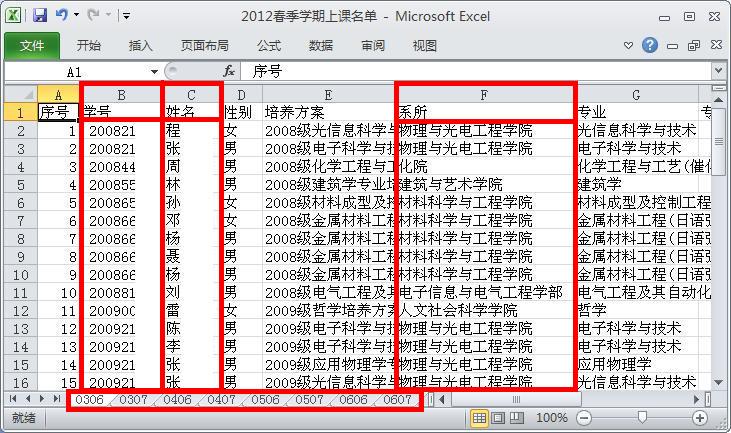 2012春季学期上课名单 - Microsoft Excel
文件 开始 插入 页面布局 公式 数据 审阅 视图
A1 fx 序号
A B C D E F G
1 序号 学号 姓名 性别 培养方案 系所 专业 专
2 1 200821 程 女 2008级光信息科学与 物理与光电工程学院 光信息科学与技术
3 2 200821 张 男 2008级电子科学与技 物理与光电工程学院 电子科学与技术
4 3 200844 周 男 2008级化学工程与工 化院 化学工程与工艺(催化
5 4 200855 林 男 2008级建筑学专业培 建筑与艺术学院 建筑学
6 5 200865 孙 女 2008级材料成型及控 材料科学与工程学院 材料成型及控制工程
7 6 200866 邓 女 2008级金属材料工程 材料科学与工程学院 金属材料工程(日语强
8 7 200866 杨 男 2008级金属材料工程 材料科学与工程学院 金属材料工程(日语强
9 8 200866 聂 男 2008级金属材料工程 材料科学与工程学院 金属材料工程(日语强
10 9 200866 杨 男 2008级金属材料工程 材料科学与工程学院 金属材料工程(日语强
11 10 200881 刘 男 2008级电气工程及其 电子信息与电气工程学部 电气工程及其自动化
12 11 200900 雷 女 2009级哲学培养方案 人文社会科学学院 哲学
13 12 200921 陈 男 2009级电子科学与技 物理与光电工程学院 电子科学与技术
14 13 200921 李 男 2009级电子科学与技 物理与光电工程学院 电子科学与技术
15 14 200921 张 男 2009级应用物理学专 物理与光电工程学院 应用物理学
16 15 200921 张 男 2009级光信息科学与 物理与光电工程学院 光信息科学与技术
0306 0307 0406 0407 0506 0507 0606 0607
就绪 100%